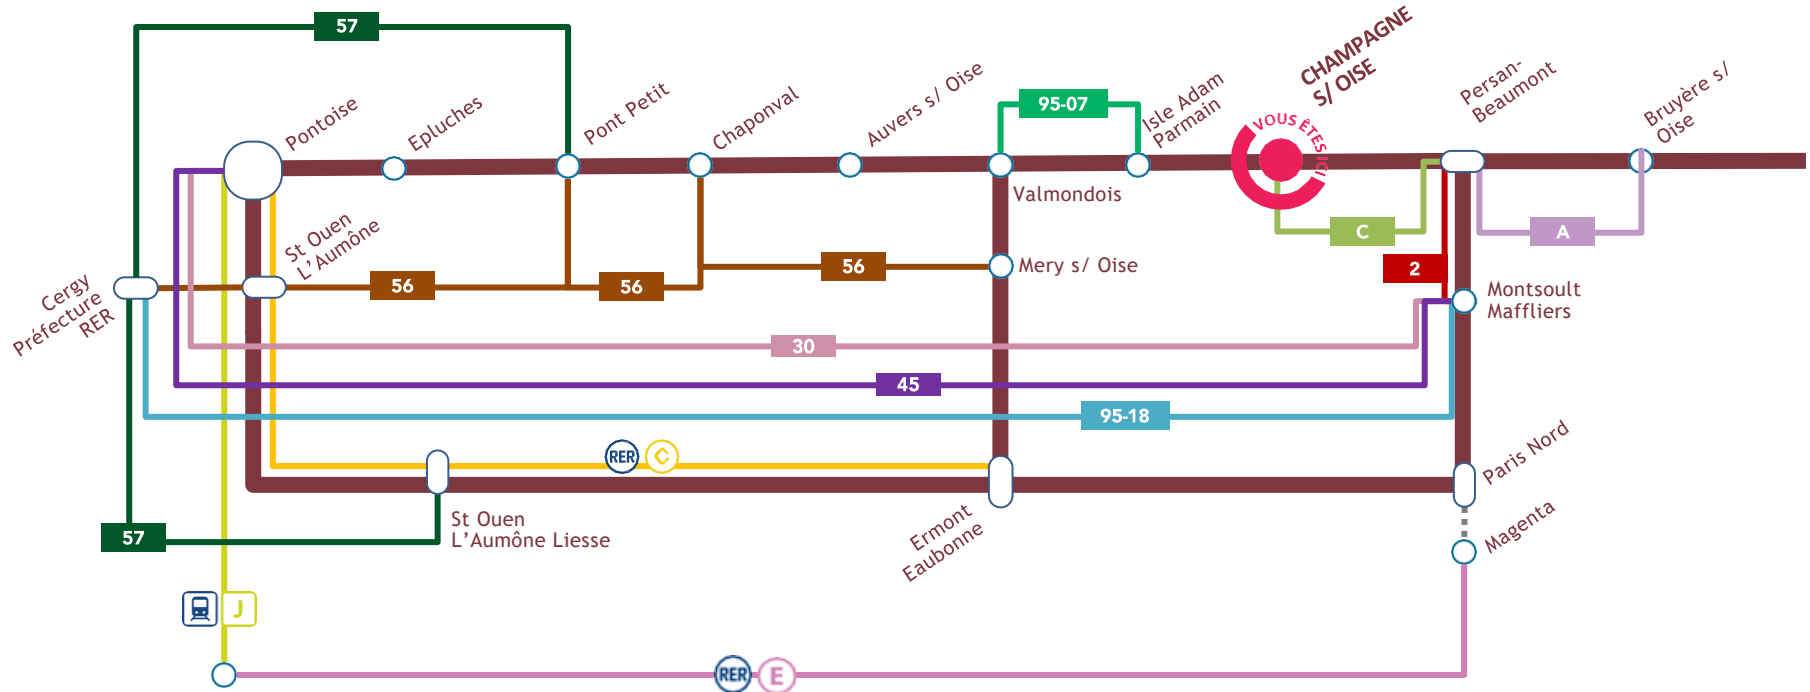 57
CHAMPAGNE
S/ OISE
Pontoise
Epluches
Pont Petit
Chaponval
Auvers s/ Oise
95-07
Isle Adam
Parmain
VOUS ÊTES ICI
Persan-
Beaumont
Bruyère s/
Oise
Valmondois
St Ouen
L'Aumône
C
A
Cergy
Préfecture
RER
56
56
56
Mery s/ Oise
2
Montsoult
Maffliers
30
45
95-18
RER C
Paris Nord
57
St Ouen
L'Aumône Liesse
Ermont
Eaubonne
Magenta
J
RER E